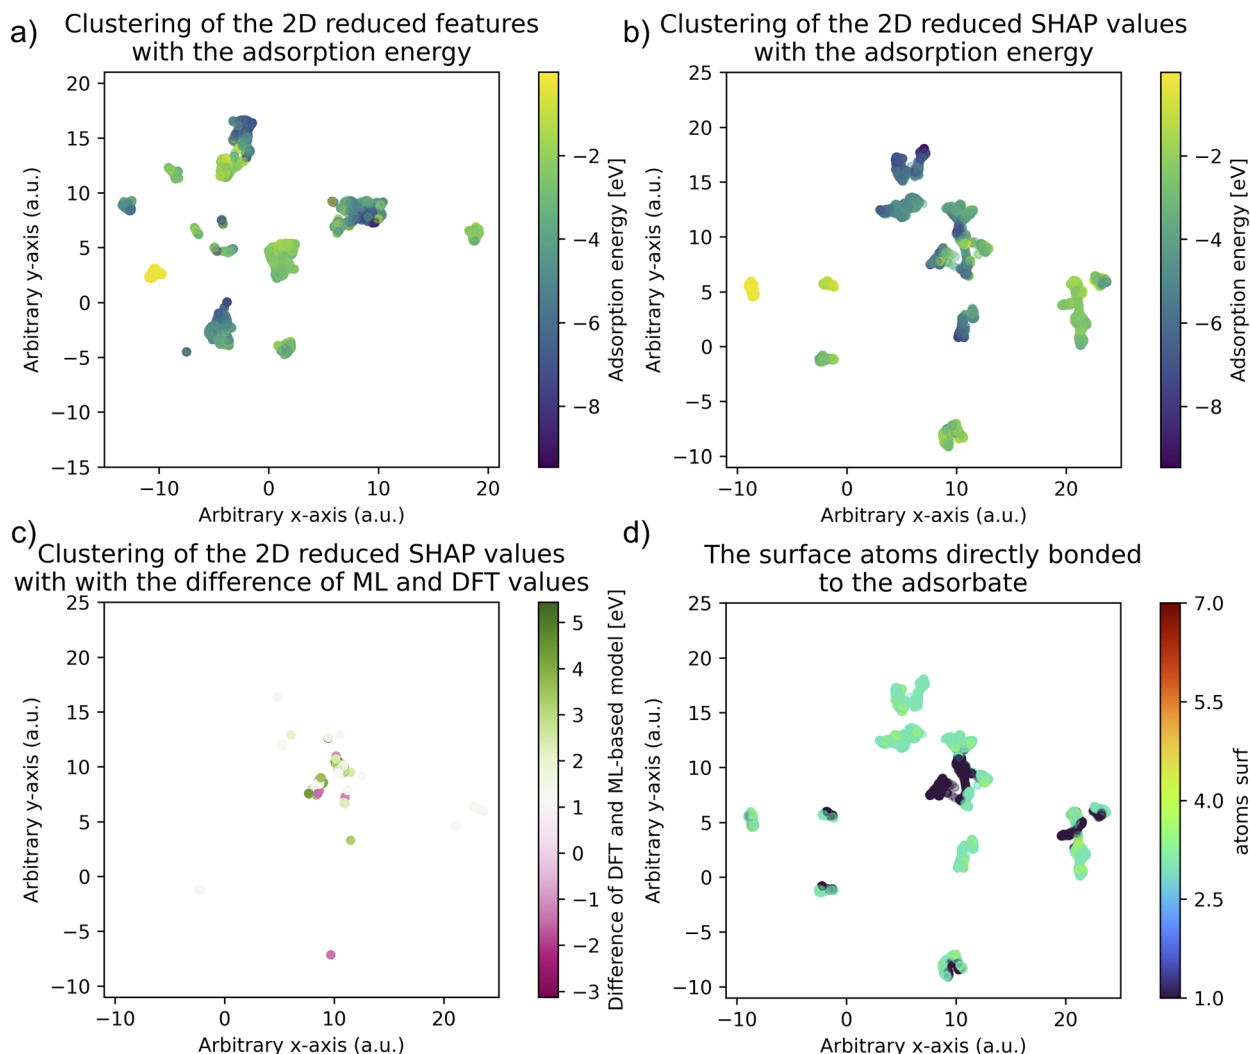 a)
Clustering of the 2D reduced features
with the adsorption energy
20
15
10
5
0
−5
−10
−15
−10
0
10
20
Arbitrary y-axis (a.u.)
Arbitrary x-axis (a.u.)
−2
−4
−6
−8
Adsorption energy [eV]
b)
Clustering of the 2D reduced SHAP values
with the adsorption energy
25
20
15
10
5
0
−5
−10
−10
0
10
20
Arbitrary y-axis (a.u.)
Arbitrary x-axis (a.u.)
−2
−4
−6
−8
Adsorption energy [eV]
c)
Clustering of the 2D reduced SHAP values
with with the difference of ML and DFT values
25
20
15
10
5
0
−5
−10
−10
0
10
20
Arbitrary y-axis (a.u.)
Arbitrary x-axis (a.u.)
5
4
3
2
1
0
−1
−2
−3
Difference of DFT and ML-based model [eV]
d)
The surface atoms directly bonded
to the adsorbate
25
20
15
10
5
0
−5
−10
−10
0
10
20
Arbitrary y-axis (a.u.)
Arbitrary x-axis (a.u.)
7.0
5.5
4.0
2.5
1.0
atoms surf